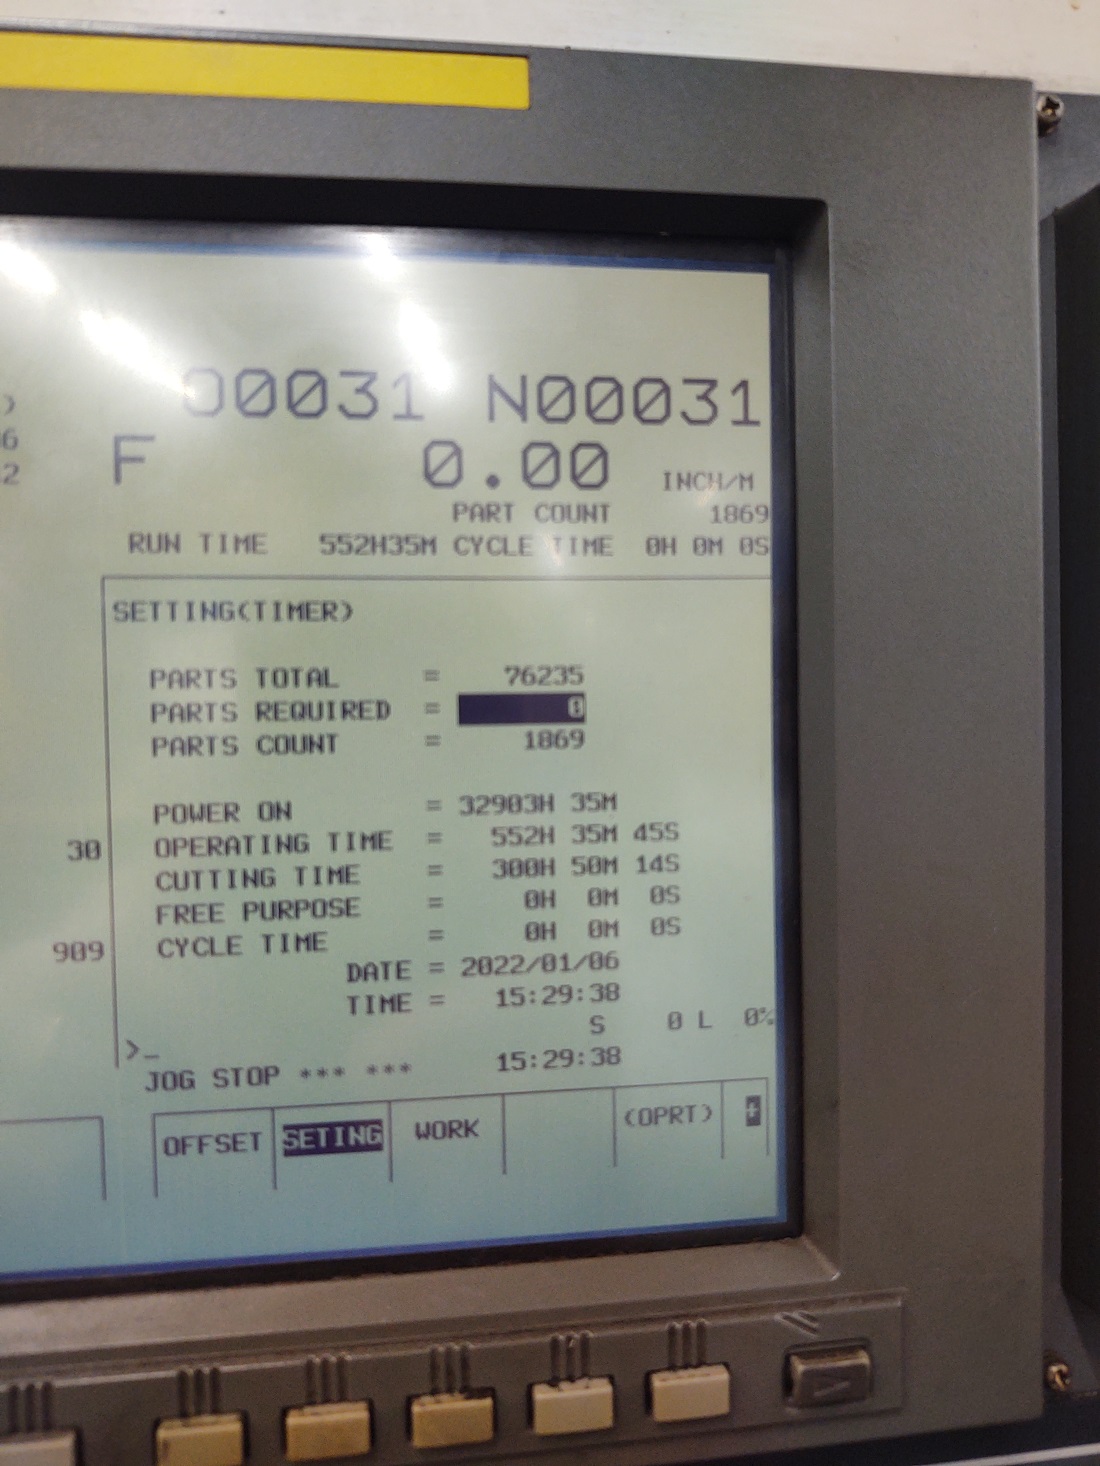 O0031 N00031
)
6
F 0.00 INCH/M
2
PART COUNT 1869
RUN TIME 552H35M CYCLE TIME 0H 0M 0S
SETTING(TIMER)
PARTS TOTAL = 76235
PARTS REQUIRED = 0
PARTS COUNT = 1869
POWER ON = 32903H 35M
30
OPERATING TIME = 552H 35M 45S
CUTTING TIME = 300H 50M 14S
FREE PURPOSE = 0H 0M 0S
909
CYCLE TIME = 0H 0M 0S
DATE = 2022/01/06
TIME = 15:29:38
S 0 L 0%
>_
JOG STOP *** *** 15:29:38
OFFSET SETING WORK (OPRT) +